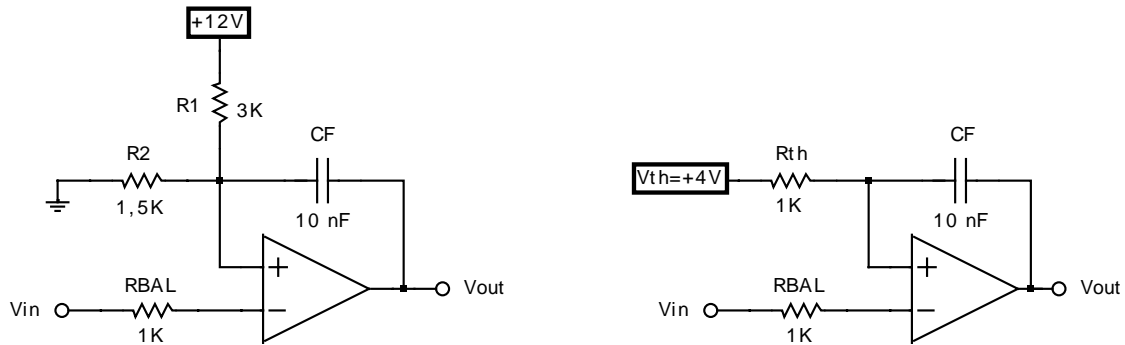 +12V
R1
3K
CF
R2
1,5K
10 nF
+
RBAL
−
Vin
1K
Vout
CF
Rth
Vth=+4V
1K
10 nF
+
RBAL
−
Vin
1K
Vout